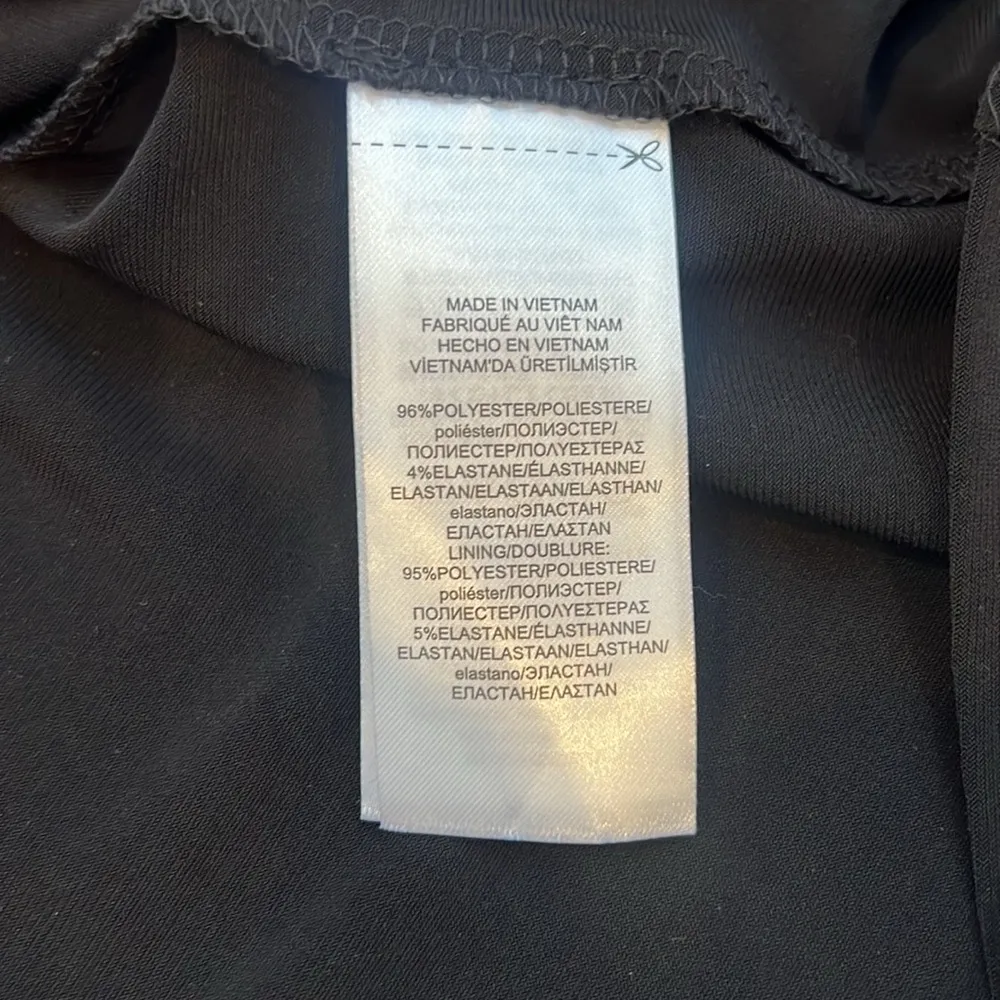 MADE IN VIETNAM
FABRIQUÉ AU VIÊT NAM
HECHO EN VIETNAM
VİETNAM'DA ÜRETİLMİŞTİR
96%POLYESTER/POLIESTERE/
poliéster/ПОЛИЭСТЕР/
ПОЛИЕСТЕР/ΠΟΛΥΕΣΤΕΡΑΣ
4%ELASTANE/ÉLASTHANNE/
ELASTAN/ELASTAAN/ELASTHAN/
elastano/ЭЛАСТАН/
ЕЛАСТАН/ΕΛΑΣΤΑΝ
LINING/DOUBLURE:
95%POLYESTER/POLIESTERE/
poliéster/ПОЛИЭСТЕР/
ПОЛИЕСТЕР/ΠΟΛΥΕΣΤΕΡΑΣ
5%ELASTANE/ÉLASTHANNE/
ELASTAN/ELASTAAN/ELASTHAN/
elastano/ЭЛАСТАН/
ЕЛАСТАН/ΕΛΑΣΤΑΝ